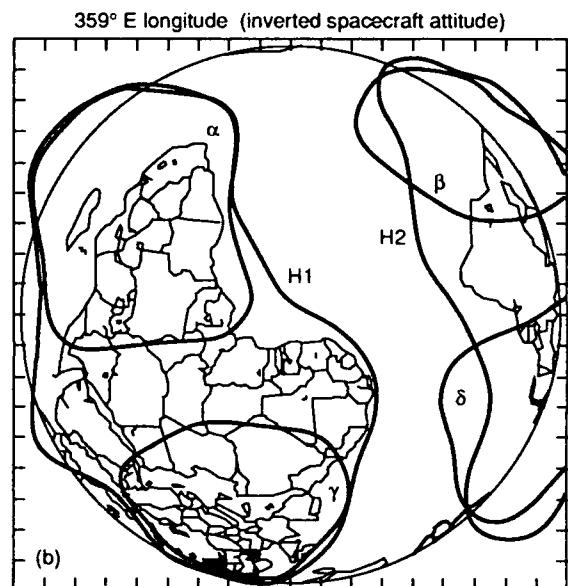 359° E longitude (inverted spacecraft attitude)
α
β
H2
H1
δ
γ
(b)